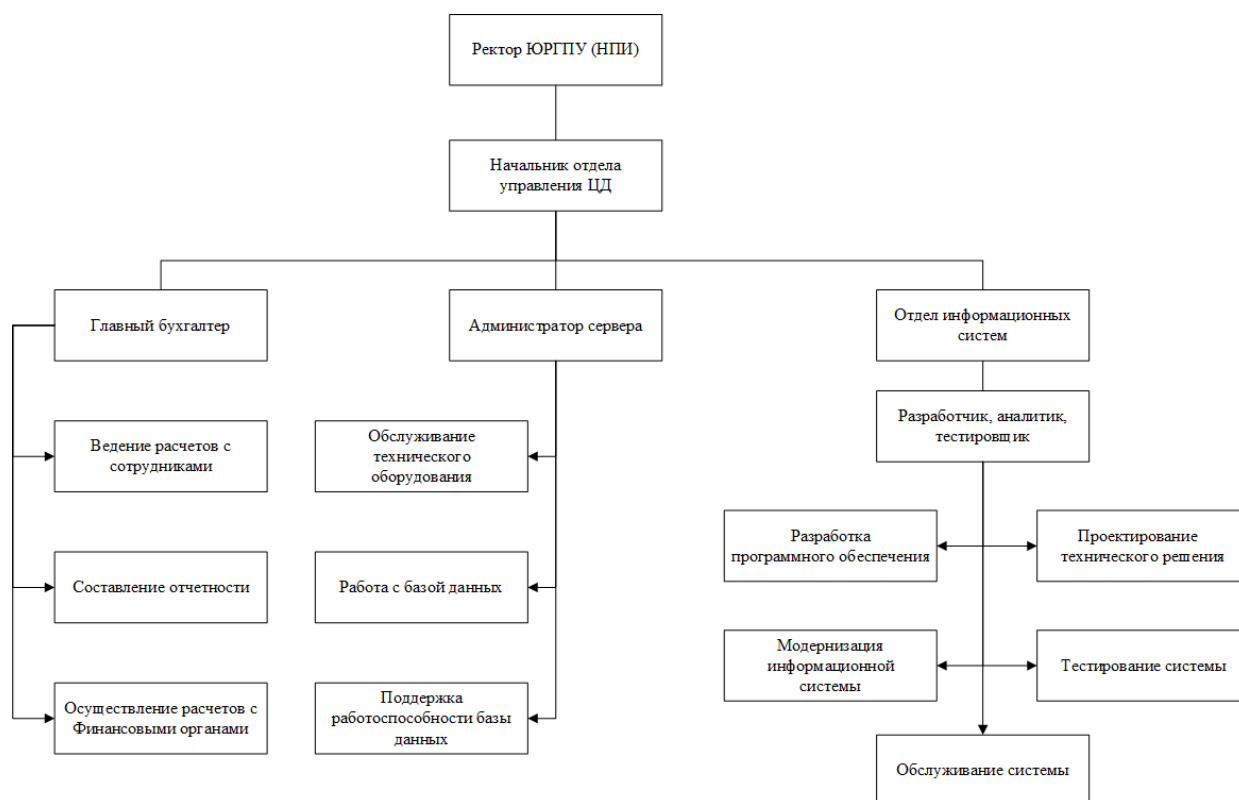 Ректор ЮРГПУ (НПИ)
Начальник отдела
управления ЦД
Главный бухгалтер
Администратор сервера
Отдел информационных
систем
Разработчик, аналитик,
тестировщик
Ведение расчетов с
сотрудниками
Обслуживание
технического
оборудования
Разработка
программного обеспечения
Проектирование
технического решения
Составление отчетности
Работа с базой данных
Модернизация
информационной
системы
Тестирование системы
Осуществление расчетов с
Финансовыми органами
Поддержка
работоспособности базы
данных
Обслуживание системы